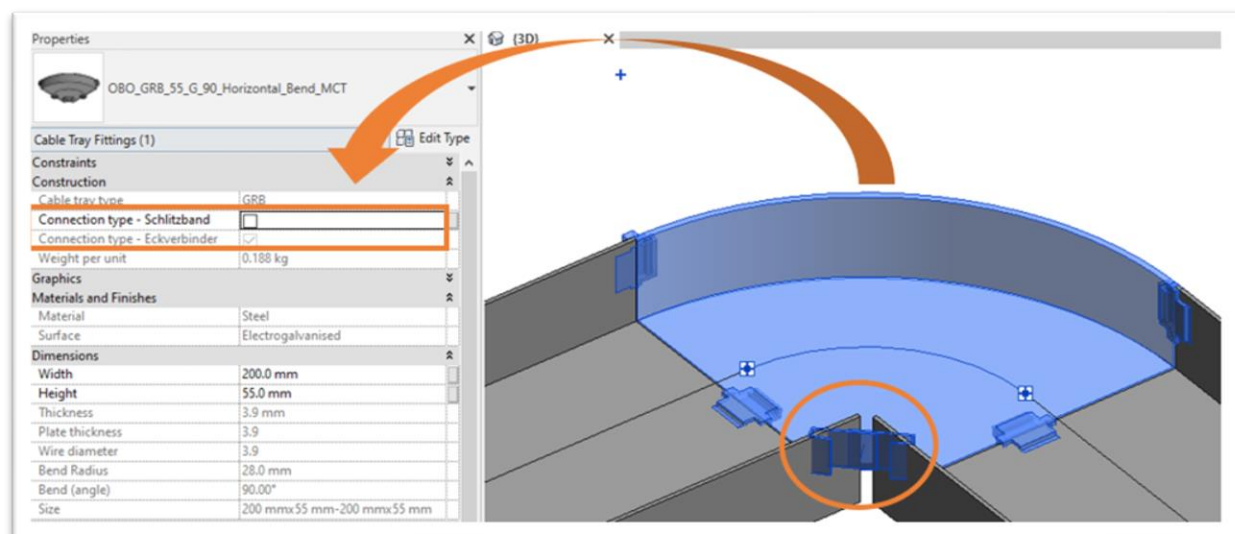 Properties
(3D)
OBO_GRB_55_G_90_Horizontal_Bend_MCT
Cable Tray Fittings (1)
Edit Type
Constraints
Construction
Cable tray type GRB
Connection type - Schlitzband
Connection type - Eckverbinder
Weight per unit 0.188 kg
Graphics
Materials and Finishes
Material Steel
Surface Electrogalvanised
Dimensions
Width 200.0 mm
Height 55.0 mm
Thickness 3.9 mm
Plate thickness 3.9
Wire diameter 3.9
Bend Radius 28.0 mm
Bend (angle) 90.00°
Size 200 mmx55 mm-200 mmx55 mm